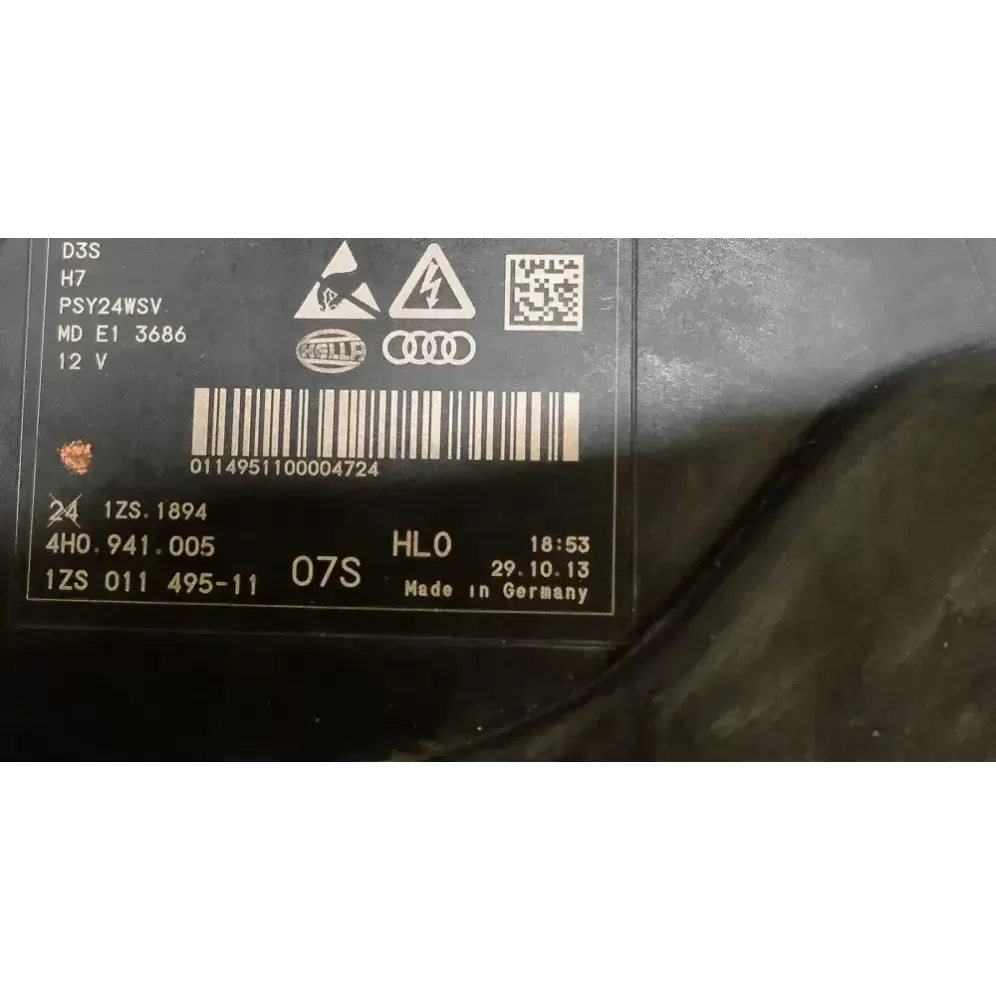 D3S
H7
PSY24WSV
MD E1 3686
12 V
HELLA
0114951100004724
24 1ZS.1894
4H0.941.005
1ZS 011 495-11
07S
HL0
18:53
29.10.13
Made in Germany